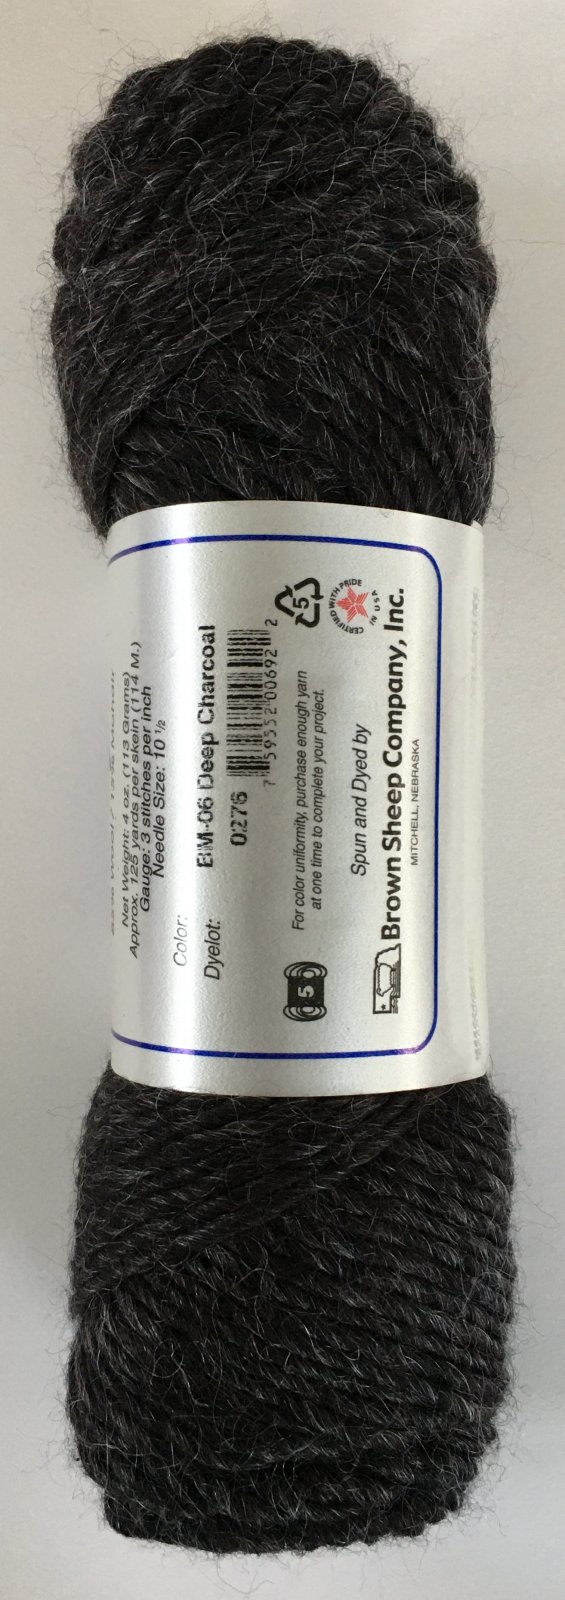 Net Weight: 4 oz. (113 Grams)
Approx. 125 yards per skein (114 M.)
Gauge: 3 stitches per inch
Needle Size: 10 ½
Color: BM-06 Deep Charcoal
Dyelot: 0276
7 59552 00692 2
For color uniformity, purchase enough yarn
at one time to complete your project.
5
5
CERTIFIED WITH PRIDE
IN USA
Spun and Dyed by
Brown Sheep Company, Inc.
MITCHELL, NEBRASKA